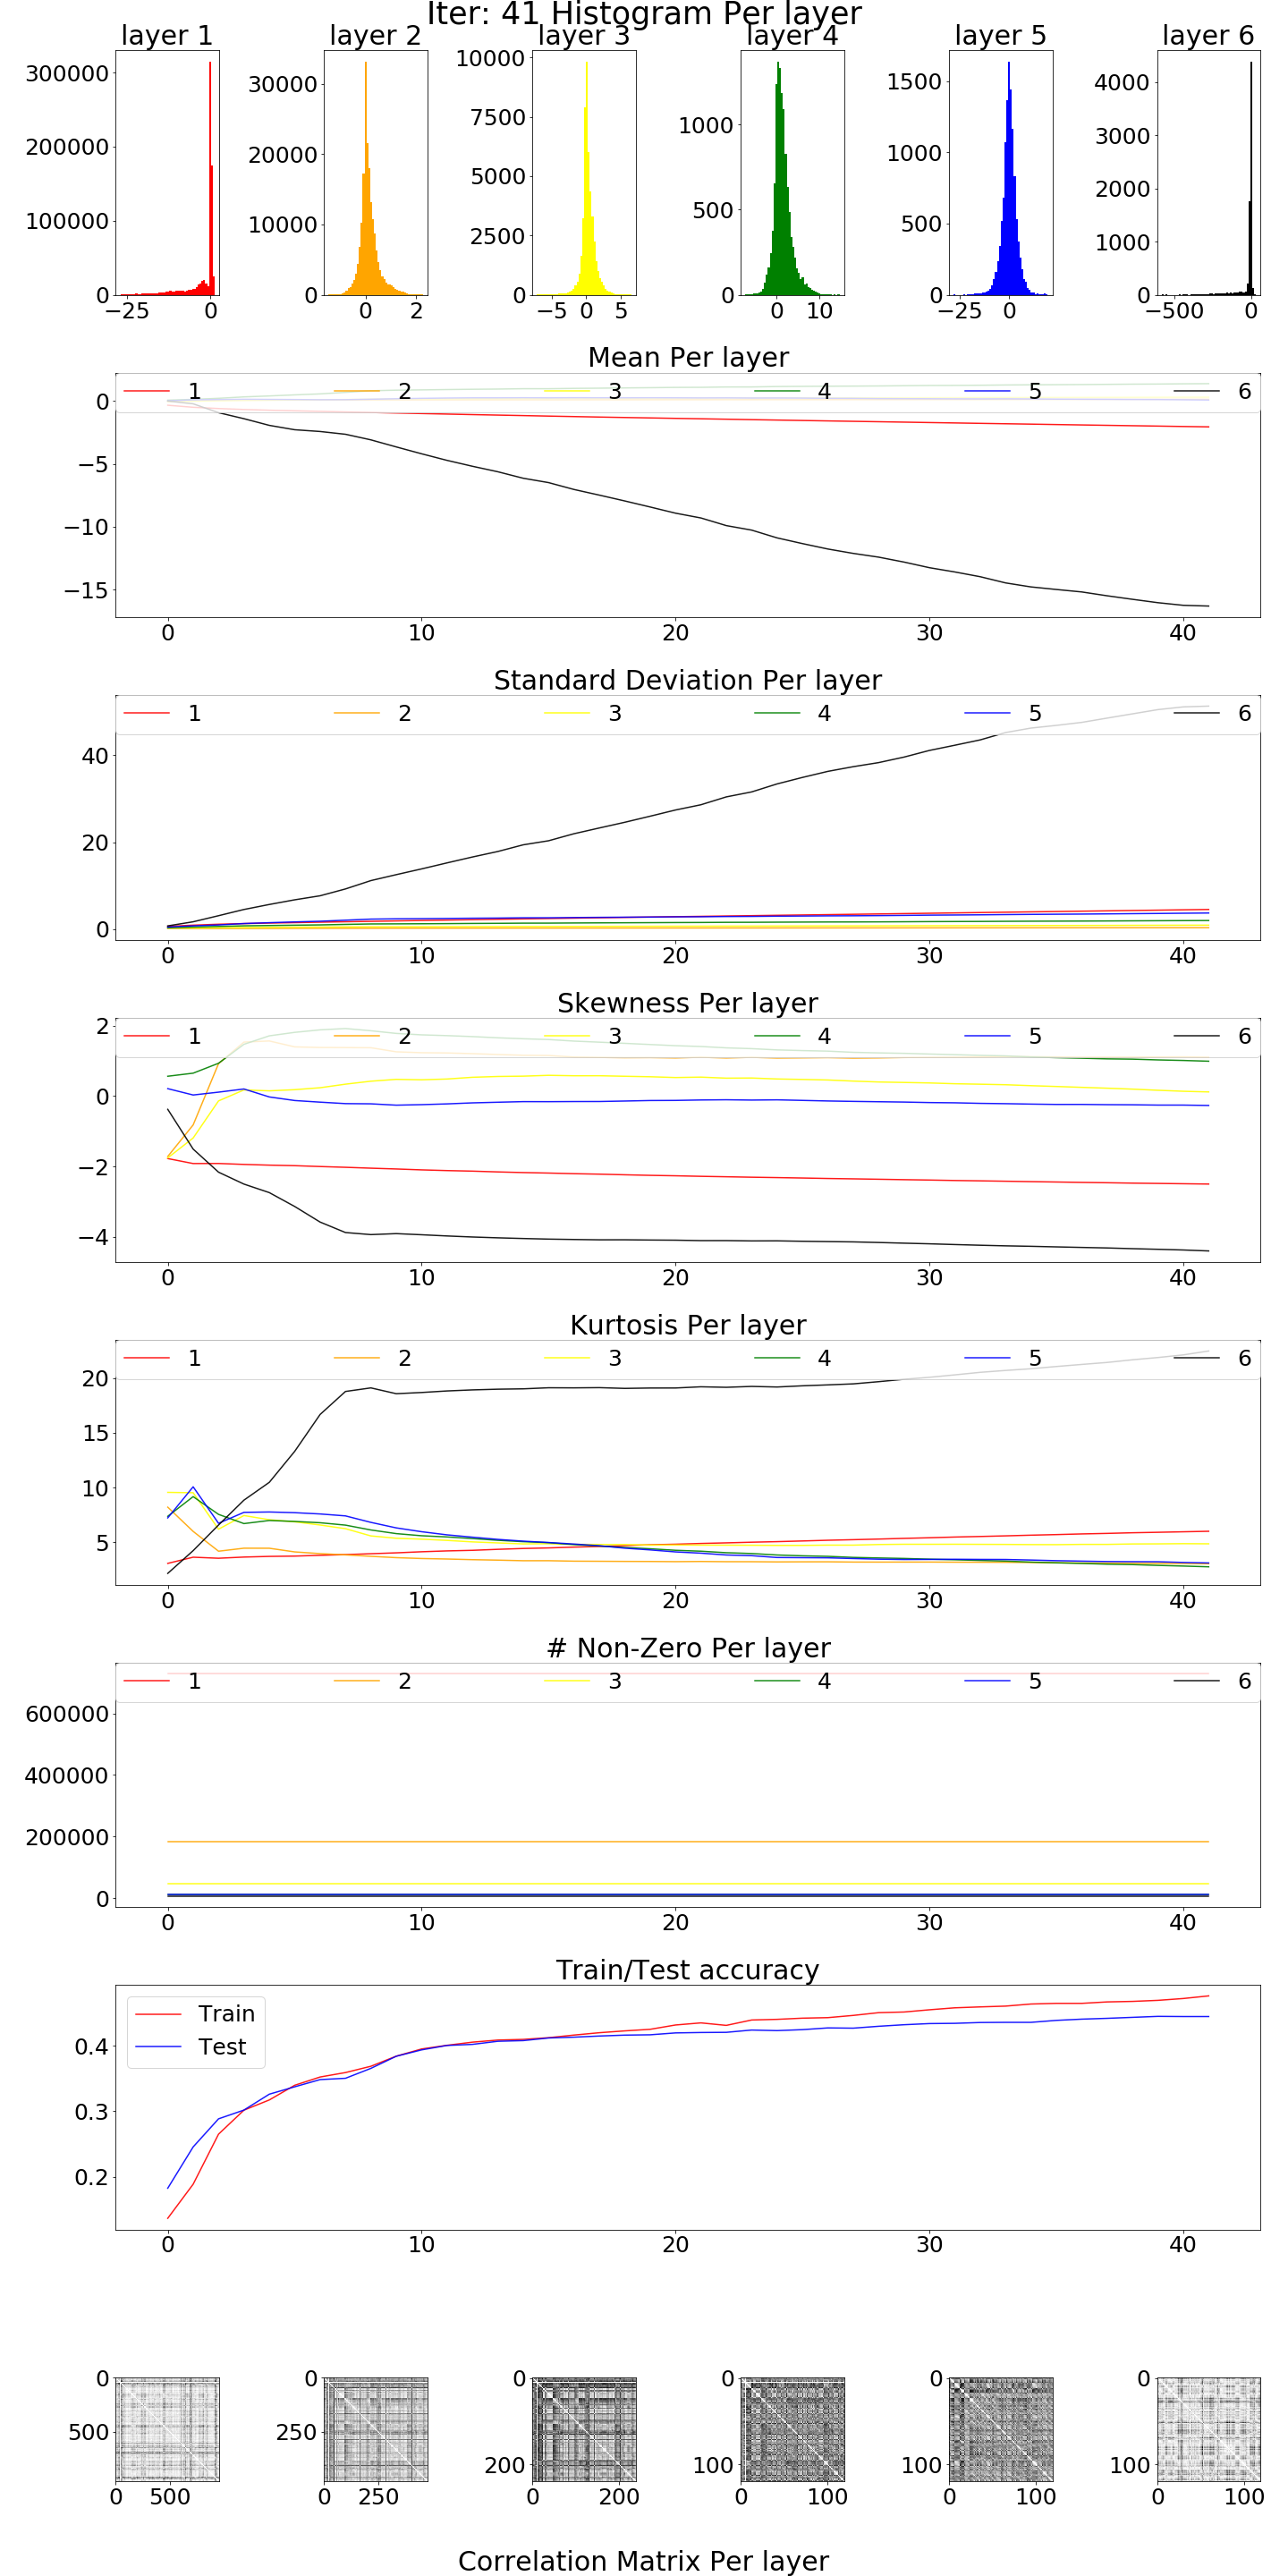 Iter: 41 Histogram Per layer
layer 1 layer 2 layer 3 layer 4 layer 5 layer 6
300000 200000 100000 0 −25 0
30000 20000 10000 0 0 2
10000 7500 5000 2500 0 −5 0 5
1000 500 0 0 10
1500 1000 500 0 −25 0
4000 3000 2000 1000 0 −500 0
Mean Per layer
1 2 3 4 5 6
0
−5
−10
−15
0 10 20 30 40
Standard Deviation Per layer
1 2 3 4 5 6
40
20
0
0 10 20 30 40
Skewness Per layer
2
1 2 3 4 5 6
0
−2
−4
0 10 20 30 40
Kurtosis Per layer
1 2 3 4 5 6
20
15
10
5
0 10 20 30 40
# Non-Zero Per layer
1 2 3 4 5 6
600000
400000
200000
0
0 10 20 30 40
Train/Test accuracy
Train
Test
0.4
0.3
0.2
0 10 20 30 40
0 500 0 500
0 250 0 250
0 200 0 200
0 100 0 100
0 100 0 100
0 100 0 100
Correlation Matrix Per layer